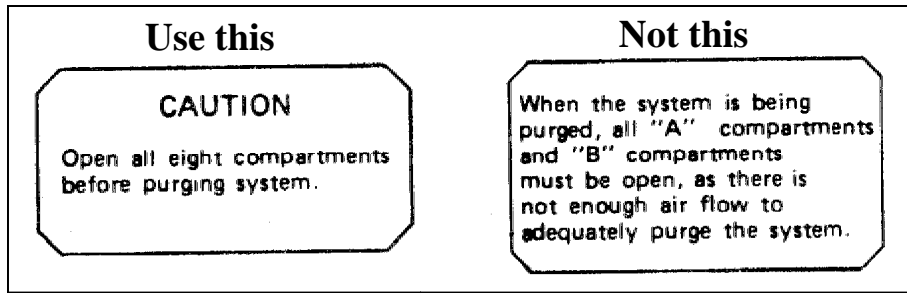 Use this
CAUTION
Open all eight compartments
before purging system.
Not this
When the system is being
purged, all "A" compartments
and "B" compartments
must be open, as there is
not enough air flow to
adequately purge the system.